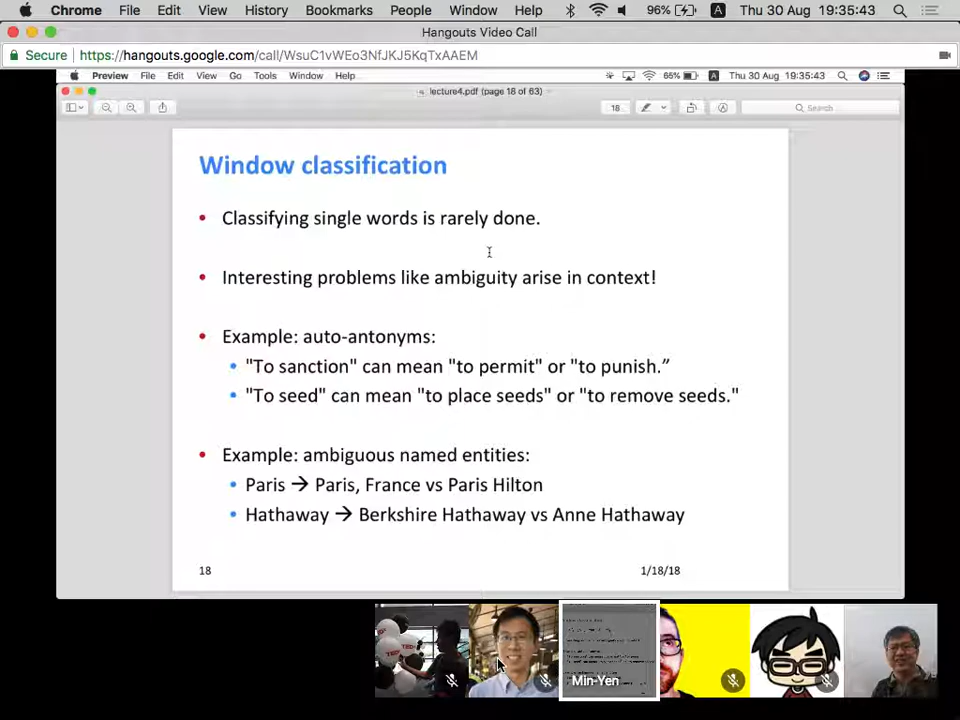 Chrome File Edit View History Bookmarks People Window Help 96% A Thu 30 Aug 19:35:43
Hangouts Video Call
Secure https://hangouts.google.com/call/WsuC1vWEo3NfJKJ5KqTxAAEM
Preview File Edit View Go Tools Window Help 65% A Thu 30 Aug 19:35:43
lecture4.pdf (page 18 of 63)
18 Search
Window classification
• Classifying single words is rarely done.
• Interesting problems like ambiguity arise in context!
• Example: auto-antonyms:
• "To sanction" can mean "to permit" or "to punish.”
• "To seed" can mean "to place seeds" or "to remove seeds."
• Example: ambiguous named entities:
• Paris → Paris, France vs Paris Hilton
• Hathaway → Berkshire Hathaway vs Anne Hathaway
18 1/18/18
Min-Yen